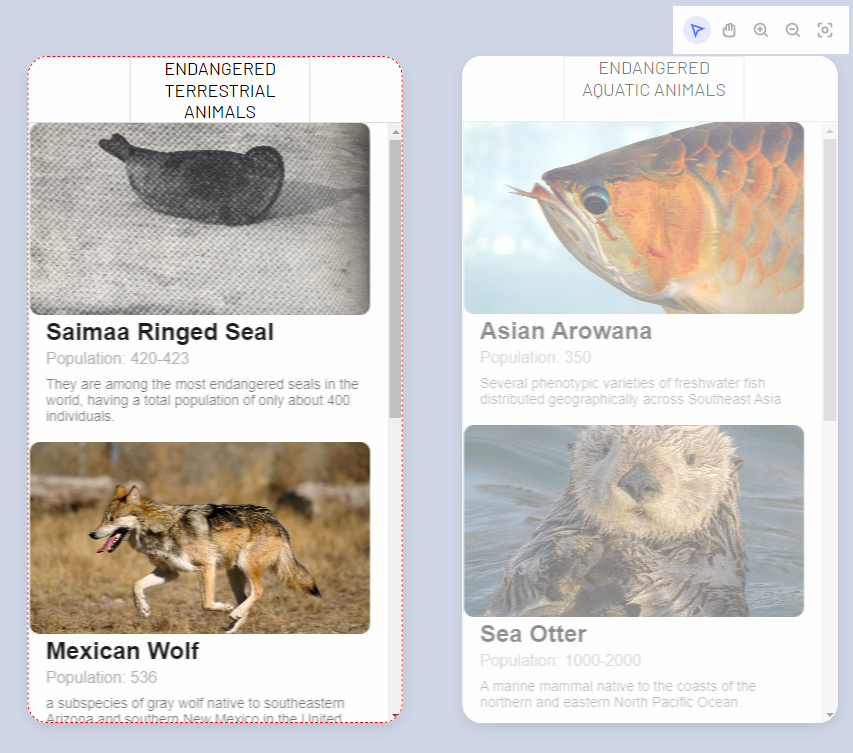 ENDANGERED
TERRESTRIAL
ANIMALS
Saimaa Ringed Seal
Population: 420-423
They are among the most endangered seals in the
world, having a total population of only about 400
individuals.
Mexican Wolf
Population: 536
a subspecies of gray wolf native to southeastern
Arizona and southern New Mexico in the United
ENDANGERED
AQUATIC ANIMALS
Asian Arowana
Population: 350
Several phenotypic varieties of freshwater fish
distributed geographically across Southeast Asia
Sea Otter
Population: 1000-2000
A marine mammal native to the coasts of the
northern and eastern North Pacific Ocean.